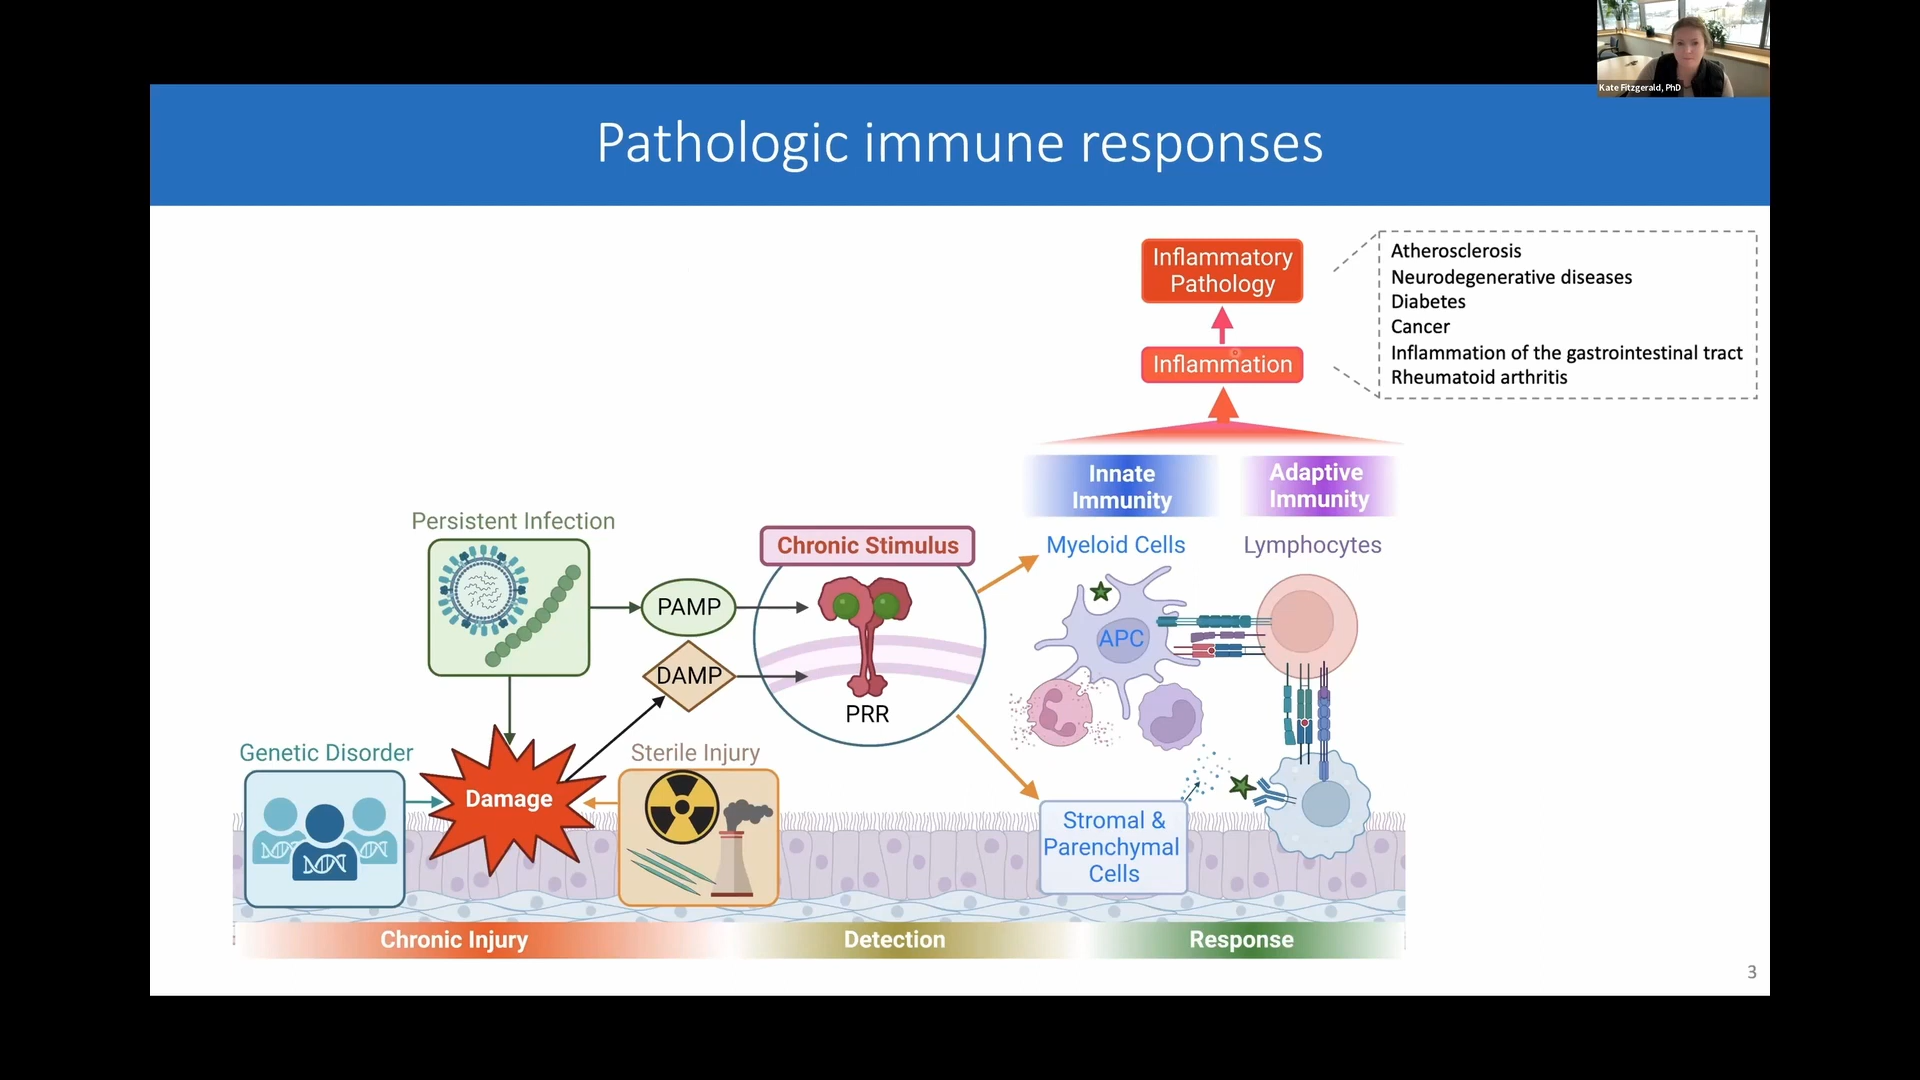 Kate Fitzgerald, PhD
Pathologic immune responses
Inflammatory
Pathology
Inflammation
Atherosclerosis
Neurodegenerative diseases
Diabetes
Cancer
Inflammation of the gastrointestinal tract
Rheumatoid arthritis
Innate
Immunity
Adaptive
Immunity
Myeloid Cells
Lymphocytes
Persistent Infection
Chronic Stimulus
PAMP
DAMP
PRR
APC
Genetic Disorder
Damage
Sterile Injury
Stromal &
Parenchymal
Cells
Chronic Injury
Detection
Response
3